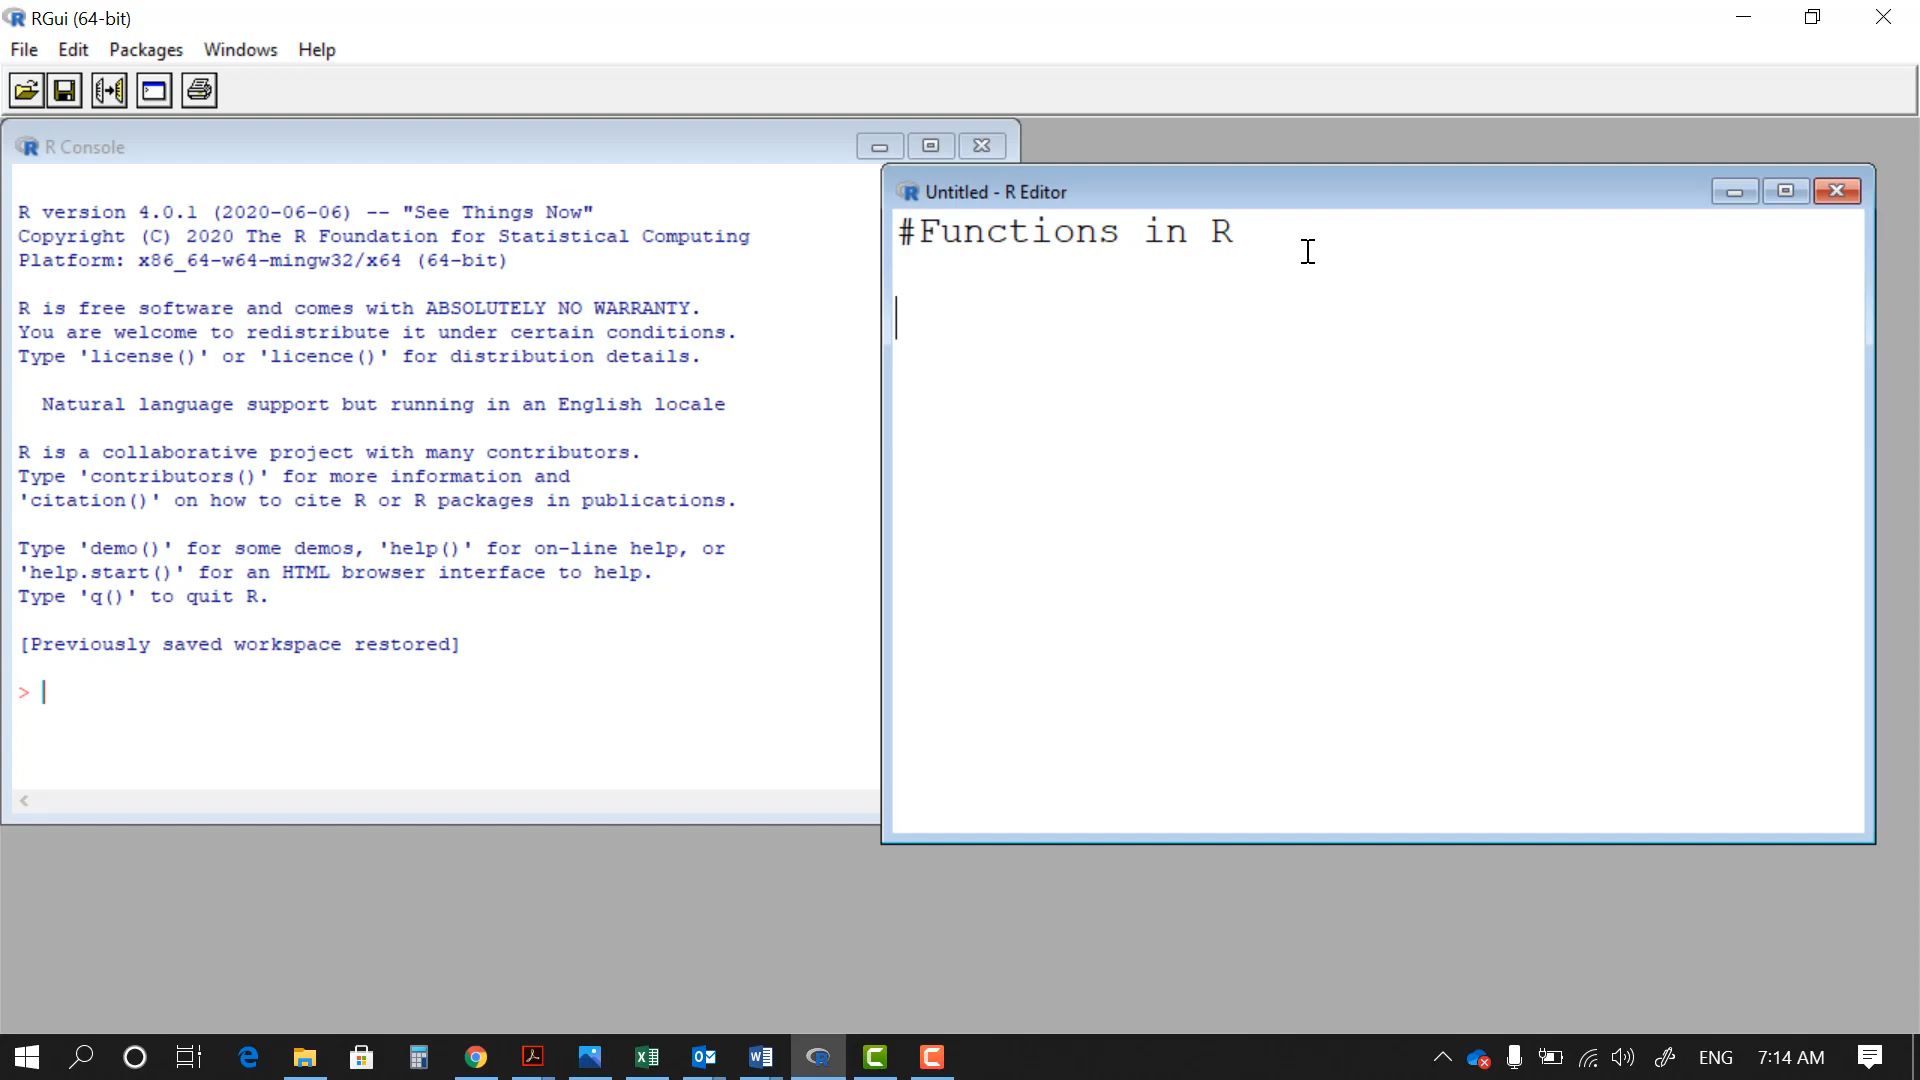 RGui (64-bit)
File Edit Packages Windows Help
R Console
R version 4.0.1 (2020-06-06) -- "See Things Now"
Copyright (C) 2020 The R Foundation for Statistical Computing
Platform: x86_64-w64-mingw32/x64 (64-bit)
R is free software and comes with ABSOLUTELY NO WARRANTY.
You are welcome to redistribute it under certain conditions.
Type 'license()' or 'licence()' for distribution details.
Natural language support but running in an English locale
R is a collaborative project with many contributors.
Type 'contributors()' for more information and
'citation()' on how to cite R or R packages in publications.
Type 'demo()' for some demos, 'help()' for on-line help, or
'help.start()' for an HTML browser interface to help.
Type 'q()' to quit R.
[Previously saved workspace restored]
>
Untitled - R Editor
#Functions in R
ENG 7:14 AM